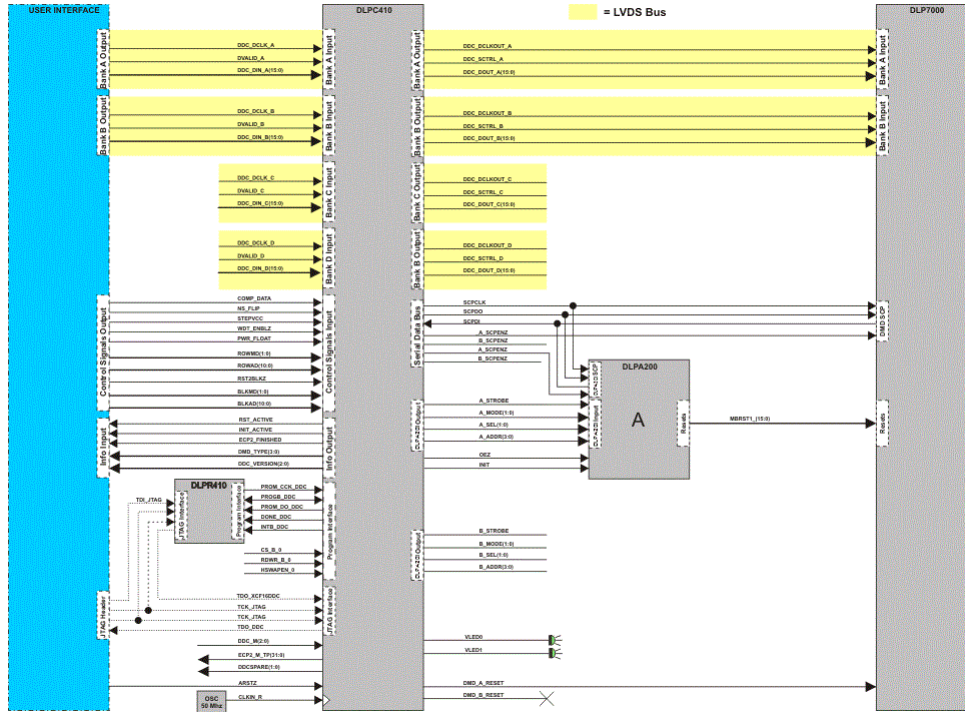 USER INTERFACE
DLPC410
= LVDS Bus
DLP7000
Bank A Output
DDC_DCLK_A
DVALID_A
DDC_DIN_A(15:0)
Bank A Input
Bank A Output
DDC_DCLKOUT_A
DDC_SCTRL_A
DDC_DOUT_A(15:0)
Bank A Input
Bank B Output
DDC_DCLK_B
DVALID_B
DDC_DIN_B(15:0)
Bank B Input
Bank B Output
DDC_DCLKOUT_B
DDC_SCTRL_B
DDC_DOUT_B(15:0)
Bank B Input
DDC_DCLK_C
DVALID_C
DDC_DIN_C(15:0)
Bank C Input
Bank C Output
DDC_DCLKOUT_C
DDC_SCTRL_C
DDC_DOUT_C(15:0)
DDC_DCLK_D
DVALID_D
DDC_DIN_D(15:0)
Bank D Input
Bank B Output
DDC_DCLKOUT_D
DDC_SCTRL_D
DDC_DOUT_D(15:0)
Control Signals Output
COMP_DATA
NS_FLIP
STEPVCC
WDT_ENBLZ
PWR_FLOAT
ROWMD(1:0)
ROWAD(10:0)
RST2BLKZ
BLKMD(1:0)
BLKAD(10:0)
Control Signals Input
Serial Data Bus
SCPCLK
SCPDO
SCPDI
A_SCPENZ
B_SCPENZ
A_SCPENZ
B_SCPENZ
DMD SCP
DLPA200
DLPA200 SCP
DLPA200 Input
A
Resets
MBRST1_(15:0)
Resets
DLPA200 Output
A_STROBE
A_MODE(1:0)
A_SEL(1:0)
A_ADDR(3:0)
OEZ
INIT
Info Input
RST_ACTIVE
INIT_ACTIVE
ECP2_FINISHED
DMD_TYPE(3:0)
DDC_VERSION(2:0)
Info Output
DLPR410
TDI_JTAG
JTAG Interface
Program Interface
PROM_CCK_DDC
PROGB_DDC
PROM_DO_DDC
DONE_DDC
INTB_DDC
CS_B_0
RDWR_B_0
HSWAPEN_0
Program Interface
DLPA200 Output
B_STROBE
B_MODE(1:0)
B_SEL(1:0)
B_ADDR(3:0)
JTAG Header
TDO_XCF16DDC
TCK_JTAG
TCK_JTAG
TDO_DDC
JTAG Interface
VLED0
VLED1
DDC_M(2:0)
ECP2_M_TP(31:0)
DDCSPARE(1:0)
ARSTZ
OSC
50 Mhz
CLKIN_R
DMD_A_RESET
DMD_B_RESET